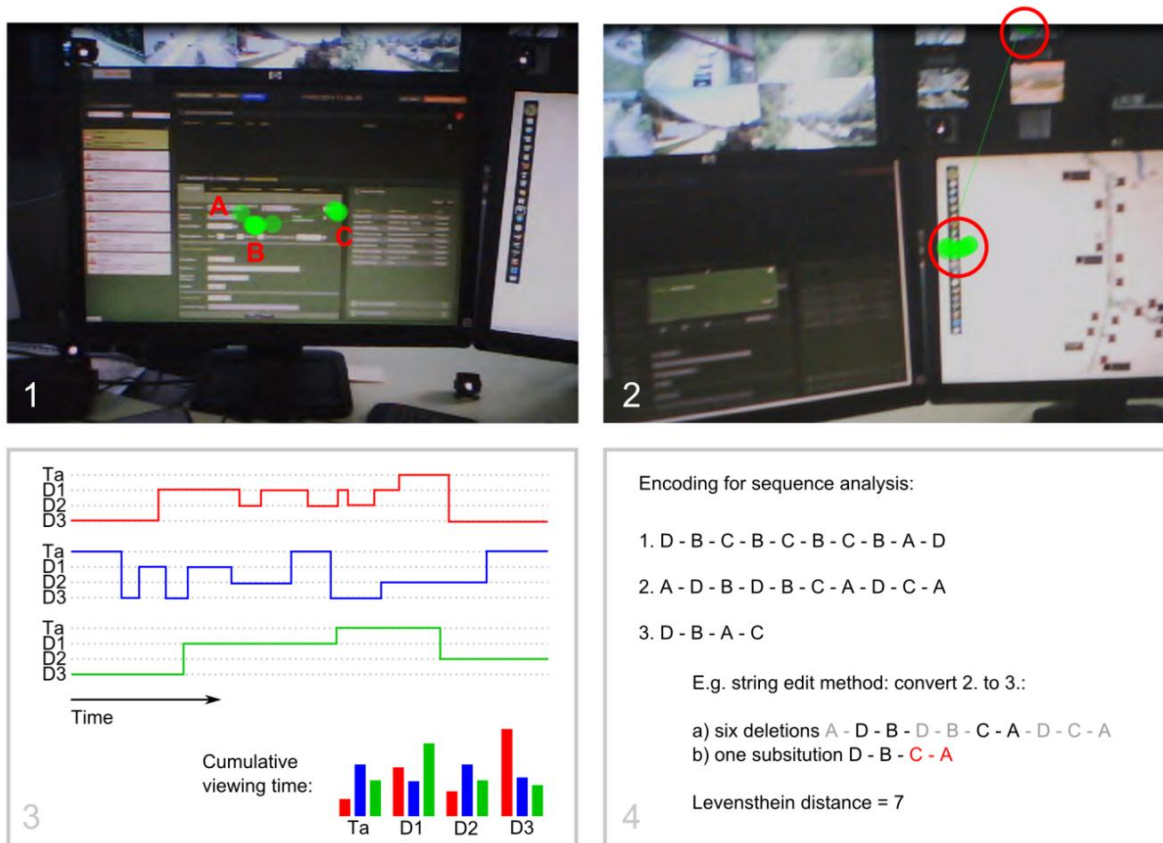 A
B
C
1
2
Ta
D1
D2
D3
Ta
D1
D2
D3
Ta
D1
D2
D3
Time
Cumulative
viewing time:
Ta D1 D2 D3
3
Encoding for sequence analysis:
1. D - B - C - B - C - B - C - B - A - D
2. A - D - B - D - B - C - A - D - C - A
3. D - B - A - C
E.g. string edit method: convert 2. to 3.:
a) six deletions A - D - B - D - B - C - A - D - C - A
b) one subsitution D - B - C - A
Levensthein distance = 7
4